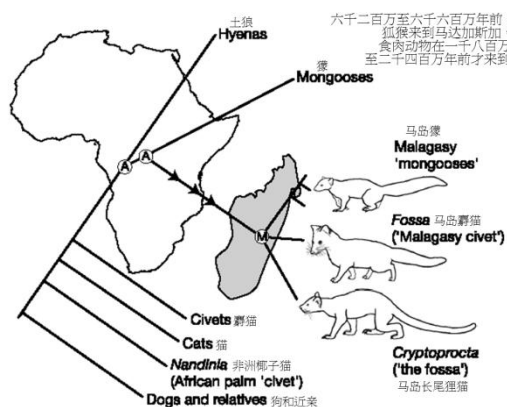 土狼
Hyenas
六千二百万至六千六百万年前
狐猴来到马达加斯加
食肉动物在一千八百万
至二千四百万年前才来到
獴
Mongooses
A
A
马岛獴
Malagasy
'mongooses'
Fossa 马岛麝猫
('Malagasy civet')
M
Civets 麝猫
Cats 猫
Nandinia 非洲椰子猫
(African palm 'civet')
Dogs and relatives 狗和近亲
Cryptoprocta
('the fossa')
马岛长尾狸猫